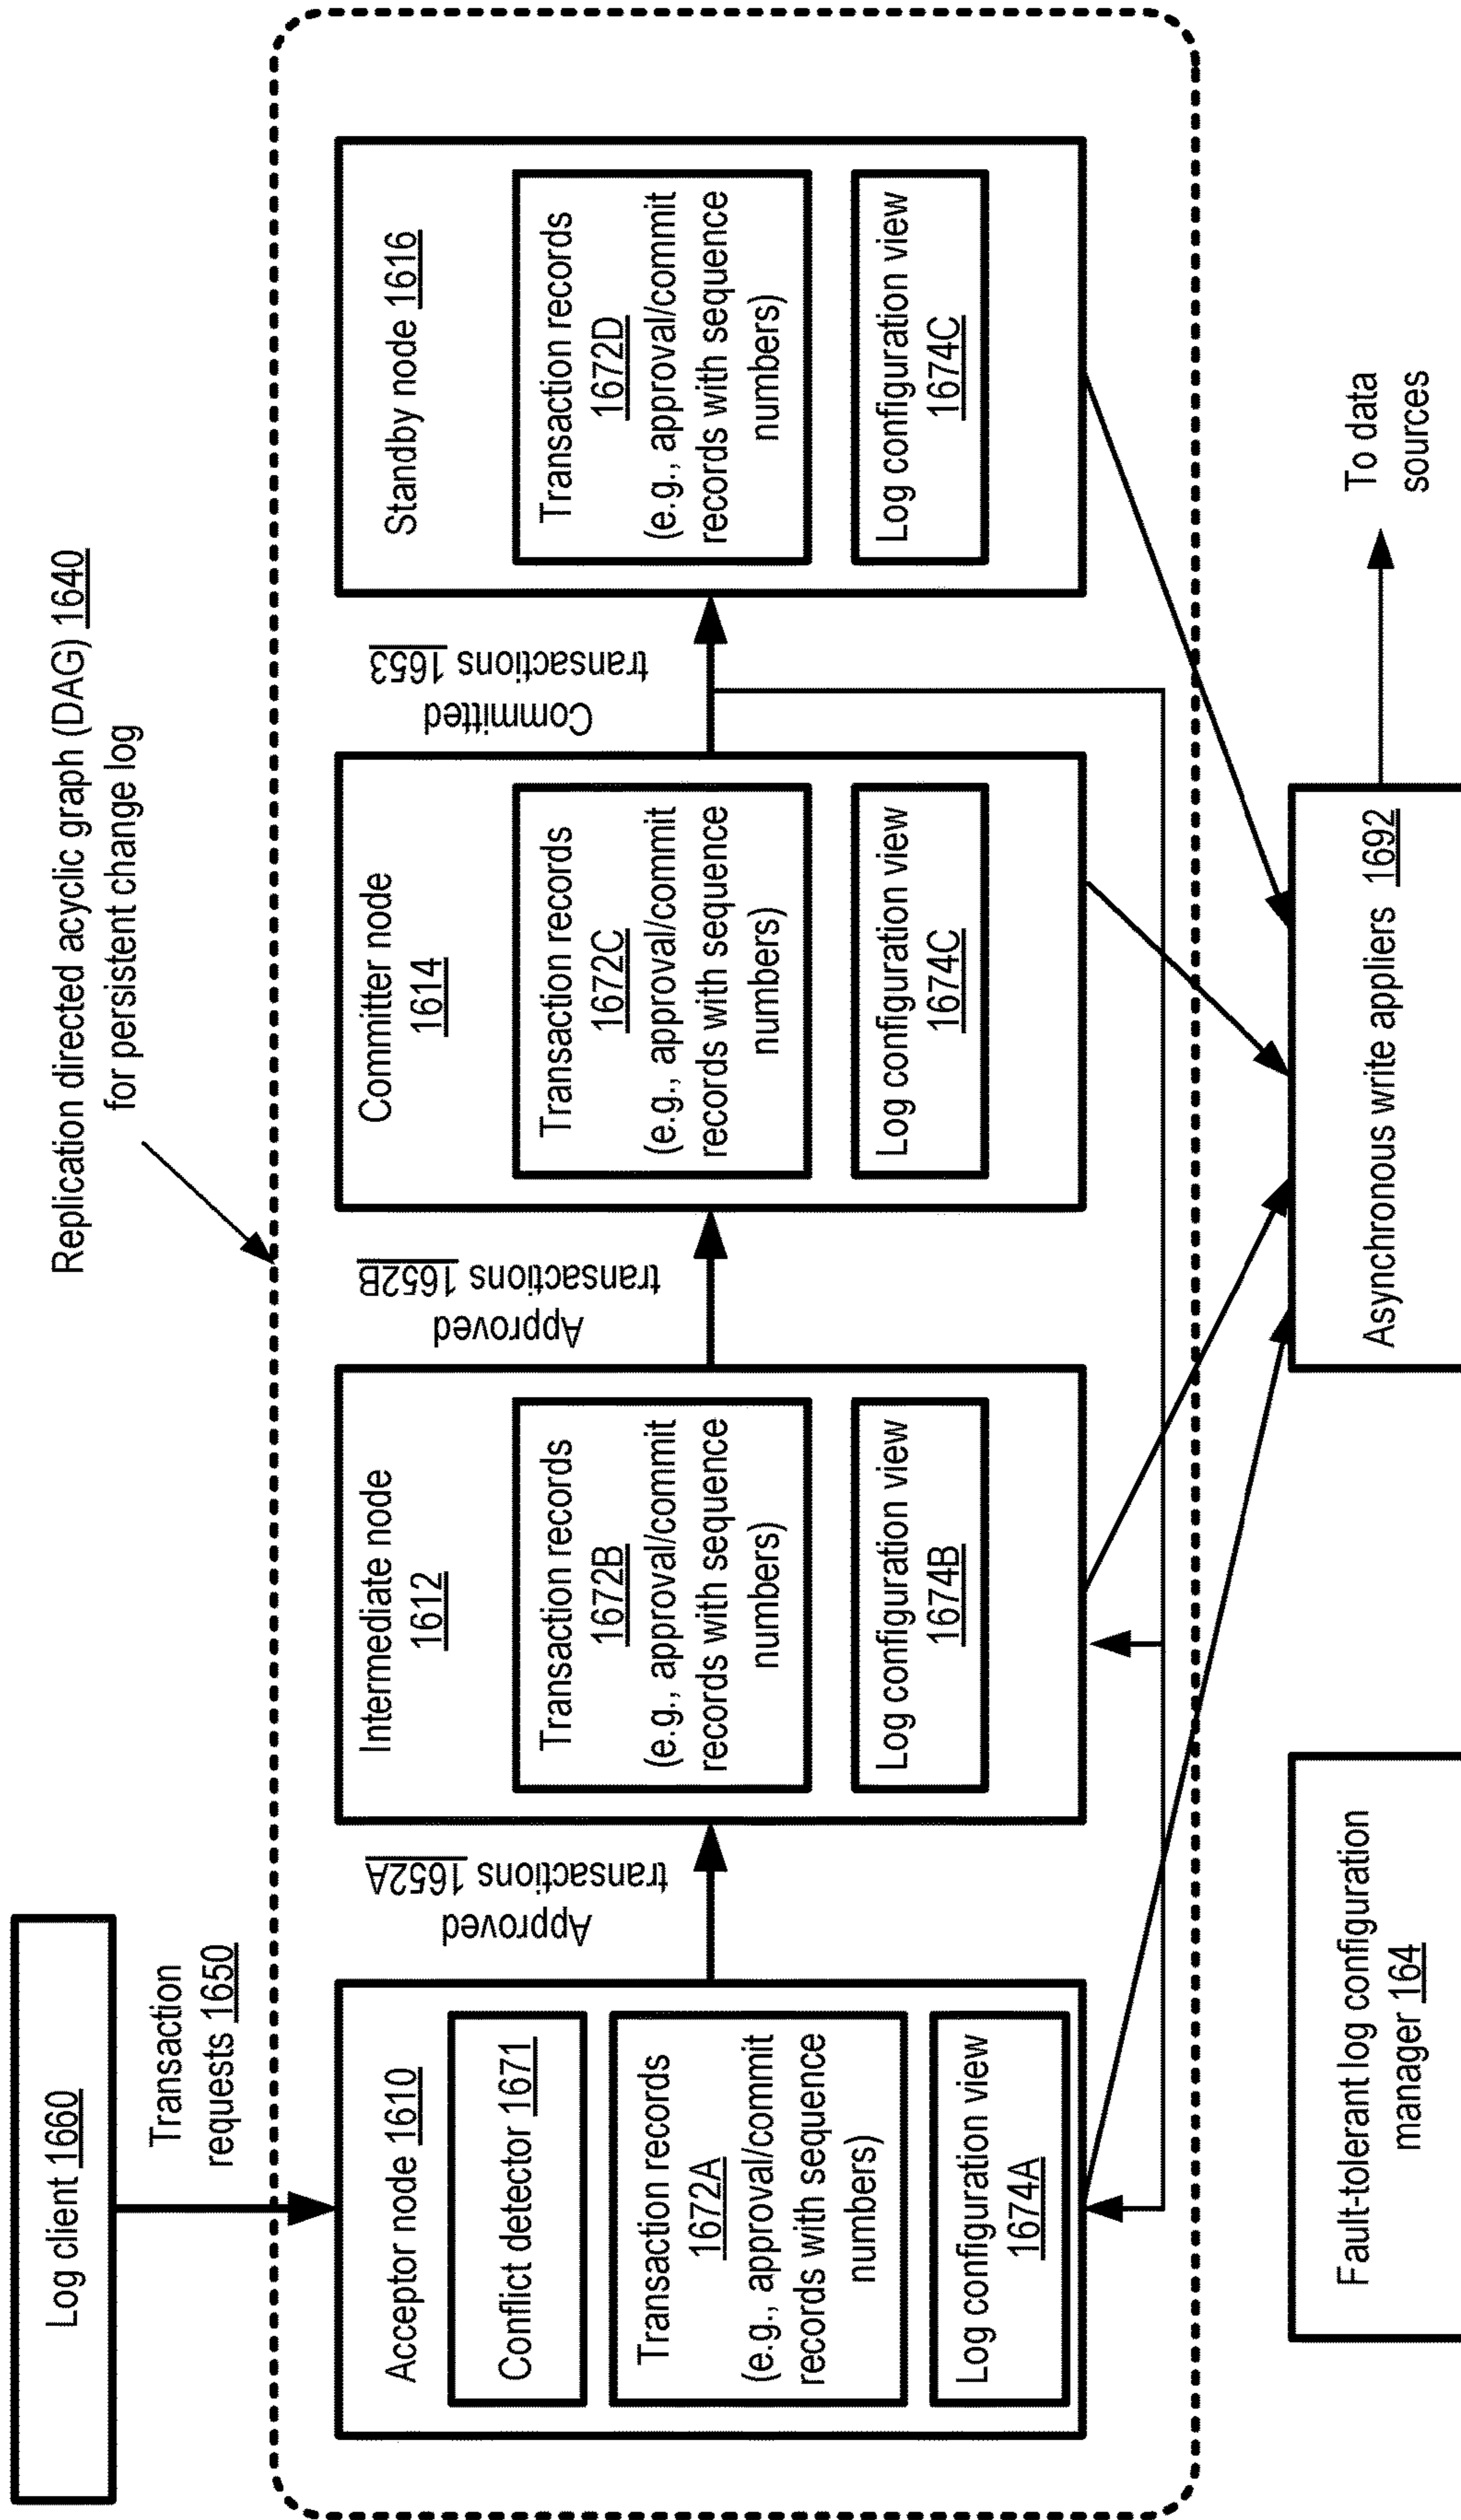 Log client 1660
Transaction
requests 1650
Replication directed acyclic graph (DAG) 1640
for persistent change log
Acceptor node 1610
Conflict detector 1671
Transaction records
1672A
(e.g., approval/commit
records with sequence
numbers)
Log configuration view
1674A
Approved
transactions 1652A
Intermediate node
1612
Transaction records
1672B
(e.g., approval/commit
records with sequence
numbers)
Log configuration view
1674B
Approved
transactions 1652B
Committer node
1614
Transaction records
1672C
(e.g., approval/commit
records with sequence
numbers)
Log configuration view
1674C
Committed
transactions 1653
Standby node 1616
Transaction records
1672D
(e.g., approval/commit
records with sequence
numbers)
Log configuration view
1674C
Fault-tolerant log configuration
manager 164
Asynchronous write appliers 1692
To data
sources